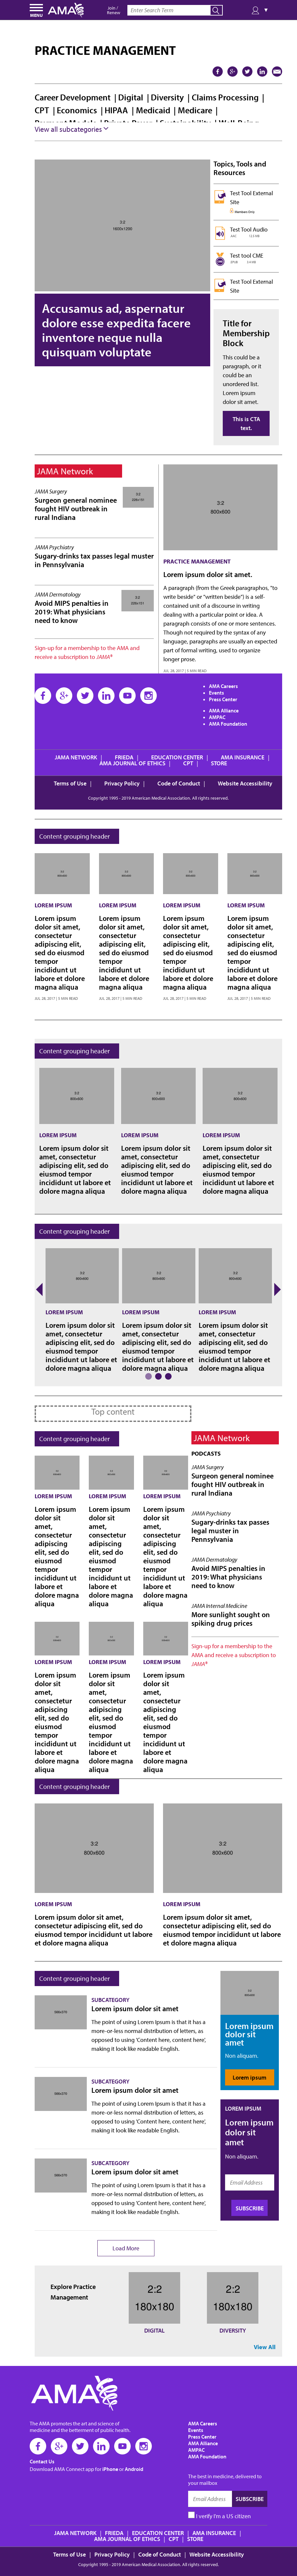 MENU
AMA
Join /
Renew
Enter Search Term
PRACTICE MANAGEMENT
Career Development | Digital | Diversity | Claims Processing |
CPT | Economics | HIPAA | Medicaid | Medicare |
View all subcategories
3:2
1800x1200
Accusamus ad, aspernatur
dolore esse expedita facere
inventore neque nulla
quisquam voluptate
Topics, Tools and
Resources
Test Tool External
Site
Members Only
Test Tool Audio
Test tool CME
Test Tool External
Site
Title for
Membership
Block
This could be a
paragraph, or it
could be an
unordered list.
Lorem ipsum
dolor sit amet.
This is CTA
text.
JAMA Network
JAMA Surgery
Surgeon general nominee
fought HIV outbreak in
rural Indiana
JAMA Psychiatry
Sugary-drinks tax passes legal muster
in Pennsylvania
JAMA Dermatology
Avoid MIPS penalties in
2019: What physicians
need to know
Sign-up for a membership to the AMA and
receive a subscription to JAMA®
3:2
800x600
PRACTICE MANAGEMENT
Lorem ipsum dolor sit amet.
A paragraph (from the Greek paragraphos, "to
write beside" or "written beside") is a self-
contained unit of a discourse in writing
dealing with a particular point or idea. A
paragraph consists of one or more sentences.
Though not required by the syntax of any
language, paragraphs are usually an expected
part of formal writing, used to organize
longer prose.
JUL. 28, 2017 | 5 MIN READ
AMA Careers
Events
Press Center
AMA Alliance
AMPAC
AMA Foundation
JAMA NETWORK | FRIEDA | EDUCATION CENTER | AMA INSURANCE |
AMA JOURNAL OF ETHICS | CPT | STORE
Terms of Use | Privacy Policy | Code of Conduct | Website Accessibility
Copyright 1995 - 2019 American Medical Association. All rights reserved.
Content grouping header
LOREM IPSUM LOREM IPSUM LOREM IPSUM LOREM IPSUM
Lorem ipsum Lorem ipsum Lorem ipsum Lorem ipsum
dolor sit amet, dolor sit amet, dolor sit amet, dolor sit amet,
consectetur consectetur consectetur consectetur
adipiscing elit, adipiscing elit, adipiscing elit, adipiscing elit,
sed do eiusmod sed do eiusmod sed do eiusmod sed do eiusmod
tempor tempor tempor tempor
incididunt ut incididunt ut incididunt ut incididunt ut
labore et dolore labore et dolore labore et dolore labore et dolore
magna aliqua magna aliqua magna aliqua magna aliqua
JUL. 28, 2017 | 5 MIN READ JUL. 28, 2017 | 5 MIN READ JUL. 28, 2017 | 5 MIN READ JUL. 28, 2017 | 5 MIN READ
Content grouping header
LOREM IPSUM LOREM IPSUM LOREM IPSUM
Lorem ipsum dolor sit Lorem ipsum dolor sit Lorem ipsum dolor sit
amet, consectetur amet, consectetur amet, consectetur
adipiscing elit, sed do adipiscing elit, sed do adipiscing elit, sed do
eiusmod tempor eiusmod tempor eiusmod tempor
incididunt ut labore et incididunt ut labore et incididunt ut labore et
dolore magna aliqua dolore magna aliqua dolore magna aliqua
Content grouping header
LOREM IPSUM LOREM IPSUM LOREM IPSUM
Lorem ipsum dolor sit Lorem ipsum dolor sit Lorem ipsum dolor sit
amet, consectetur amet, consectetur amet, consectetur
adipiscing elit, sed do adipiscing elit, sed do adipiscing elit, sed do
eiusmod tempor eiusmod tempor eiusmod tempor
incididunt ut labore et incididunt ut labore et incididunt ut labore et
dolore magna aliqua dolore magna aliqua dolore magna aliqua
Top content
Content grouping header
LOREM IPSUM LOREM IPSUM LOREM IPSUM
Lorem ipsum Lorem ipsum Lorem ipsum
dolor sit dolor sit dolor sit
amet, amet, amet,
consectetur consectetur consectetur
adipiscing adipiscing adipiscing
elit, sed do elit, sed do elit, sed do
eiusmod eiusmod eiusmod
tempor tempor tempor
incididunt ut incididunt ut incididunt ut
labore et labore et labore et
dolore magna dolore magna dolore magna
aliqua aliqua aliqua
LOREM IPSUM LOREM IPSUM LOREM IPSUM
Lorem ipsum Lorem ipsum Lorem ipsum
dolor sit dolor sit dolor sit
amet, amet, amet,
consectetur consectetur consectetur
adipiscing adipiscing adipiscing
elit, sed do elit, sed do elit, sed do
eiusmod eiusmod eiusmod
tempor tempor tempor
incididunt ut incididunt ut incididunt ut
labore et labore et labore et
dolore magna dolore magna dolore magna
aliqua aliqua aliqua
JAMA Network
PODCASTS
JAMA Surgery
Surgeon general nominee
fought HIV outbreak in
rural Indiana
JAMA Psychiatry
Sugary-drinks tax passes
legal muster in
Pennsylvania
JAMA Dermatology
Avoid MIPS penalties in
2019: What physicians
need to know
JAMA Internal Medicine
More sunlight sought on
spiking drug prices
Sign-up for a membership to the
AMA and receive a subscription to
JAMA®
Content grouping header
3:2 3:2
800x600 800x600
LOREM IPSUM LOREM IPSUM
Lorem ipsum dolor sit amet, Lorem ipsum dolor sit amet,
consectetur adipiscing elit, sed do consectetur adipiscing elit, sed do
eiusmod tempor incididunt ut labore eiusmod tempor incididunt ut labore
et dolore magna aliqua et dolore magna aliqua
Content grouping header
SUBCATEGORY
Lorem ipsum dolor sit amet
The point of using Lorem Ipsum is that it has a
more-or-less normal distribution of letters, as
opposed to using 'Content here, content here',
making it look like readable English.
SUBCATEGORY
Lorem ipsum dolor sit amet
The point of using Lorem Ipsum is that it has a
more-or-less normal distribution of letters, as
opposed to using 'Content here, content here',
making it look like readable English.
SUBCATEGORY
Lorem ipsum dolor sit amet
The point of using Lorem Ipsum is that it has a
more-or-less normal distribution of letters, as
opposed to using 'Content here, content here',
making it look like readable English.
Load More
Lorem ipsum
dolor sit
amet
Non aliquam.
Lorem ipsum
LOREM IPSUM
Lorem ipsum
dolor sit
amet
Non aliquam.
Email Address
SUBSCRIBE
Explore Practice
Management
2:2 2:2
180x180 180x180
DIGITAL DIVERSITY
View All
AMA
The AMA promotes the art and science of
medicine and the betterment of public health.
Contact Us
Download AMA Connect app for iPhone or Android
AMA Careers
Events
Press Center
AMA Alliance
AMPAC
AMA Foundation
The best in medicine, delivered to
your mailbox
Email Address SUBSCRIBE
I verify I'm a US citizen
JAMA NETWORK | FRIEDA | EDUCATION CENTER | AMA INSURANCE |
AMA JOURNAL OF ETHICS | CPT | STORE
Terms of Use | Privacy Policy | Code of Conduct | Website Accessibility
Copyright 1995 - 2019 American Medical Association. All rights reserved.